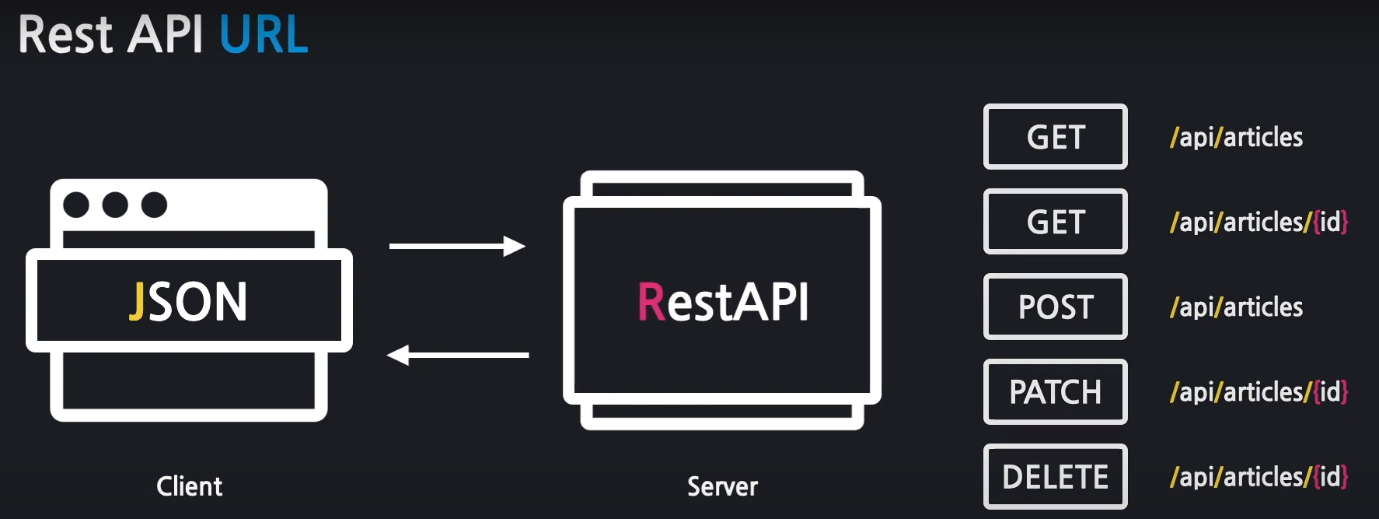 Rest API URL
JSON
RestAPI
Client
Server
GET /api/articles
GET /api/articles/{id}
POST /api/articles
PATCH /api/articles/{id}
DELETE /api/articles/{id}